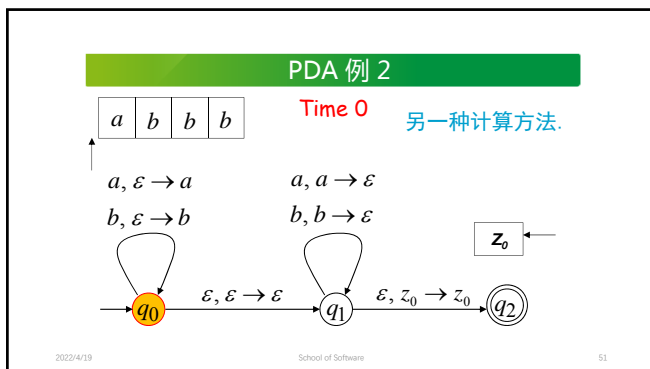 PDA 例 2
Time 0
另一种计算方法.
a b b b
a, ε → a
b, ε → b
a, a → ε
b, b → ε
z₀
ε, ε → ε
ε, z₀ → z₀
q₀
q₁
q₂
2022/4/19
School of Software
51